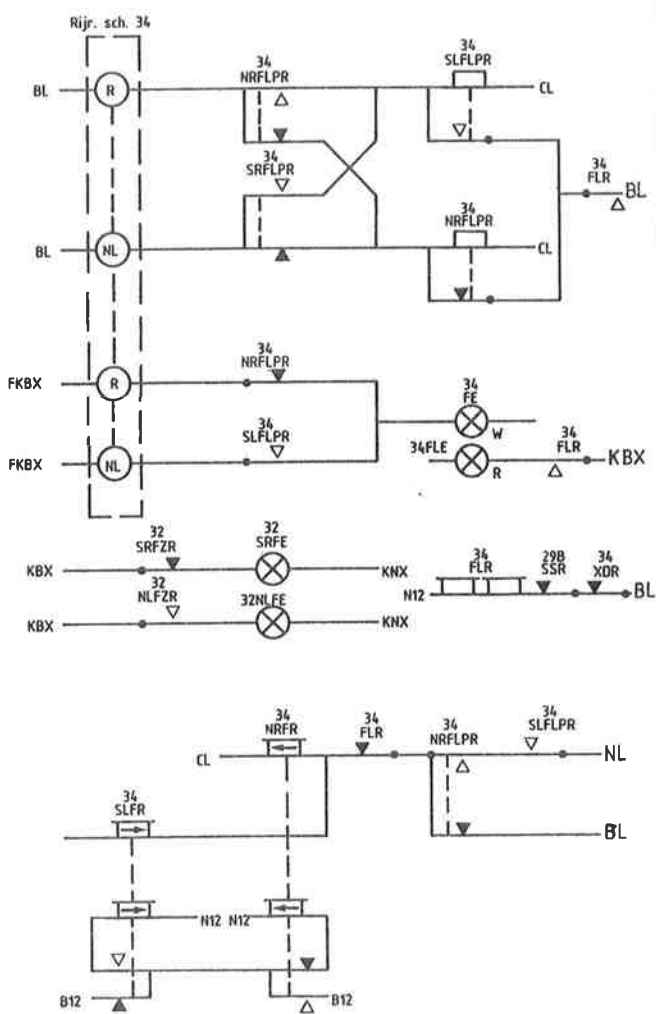 Rijr. sch. 34
34
NRFLPR
34
SLFLPR
BL
R
CL
34
SRFLPR
34
FLR
BL
34
NRFLPR
BL
NL
CL
34
NRFLPR
FKBX
R
34
FE
W
34
SLFLPR
34FLE
34
FLR
FKBX
NL
R
KBX
32
SRFZR
32
SRFE
KBX
KNX
34
FLR
29B
SSR
34
XDR
N12
BL
32
NLFZR
32NLFE
KBX
KNX
34
NRFR
34
FLR
34
NRFLPR
34
SLFLPR
CL
NL
34
SLFR
BL
N12 N12
B12
B12